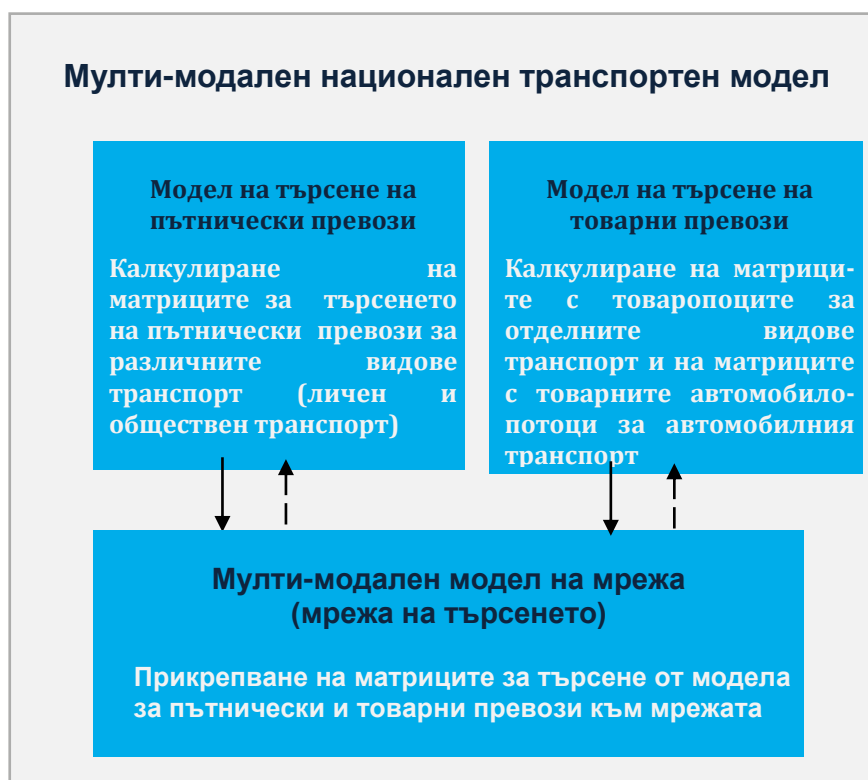 Мулти-модален национален транспортен модел
Модел на търсене на
пътнически превози
Калкулиране на
матриците за търсенето
на пътнически превози за
различните видове
транспорт (личен и
обществен транспорт)
Модел на търсене на
товарни превози
Калкулиране на матрици-
те с товаропоците за
отделните видове
транспорт и на матриците
с товарните автомобило-
потоци за автомобилния
транспорт
Мулти-модален модел на мрежа
(мрежа на търсенето)
Прикрепване на матриците за търсене от модела
за пътнически и товарни превози към мрежата